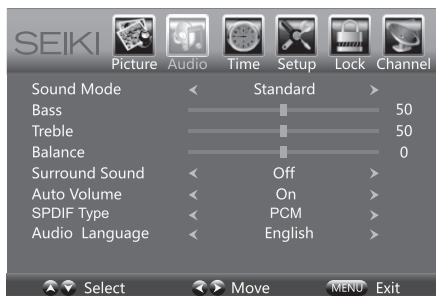 SEIKI
Picture Audio Time Setup Lock Channel
Sound Mode Standard
Bass 50
Treble 50
Balance 0
Surround Sound Off
Auto Volume On
SPDIF Type PCM
Audio Language English
Select Move MENU Exit